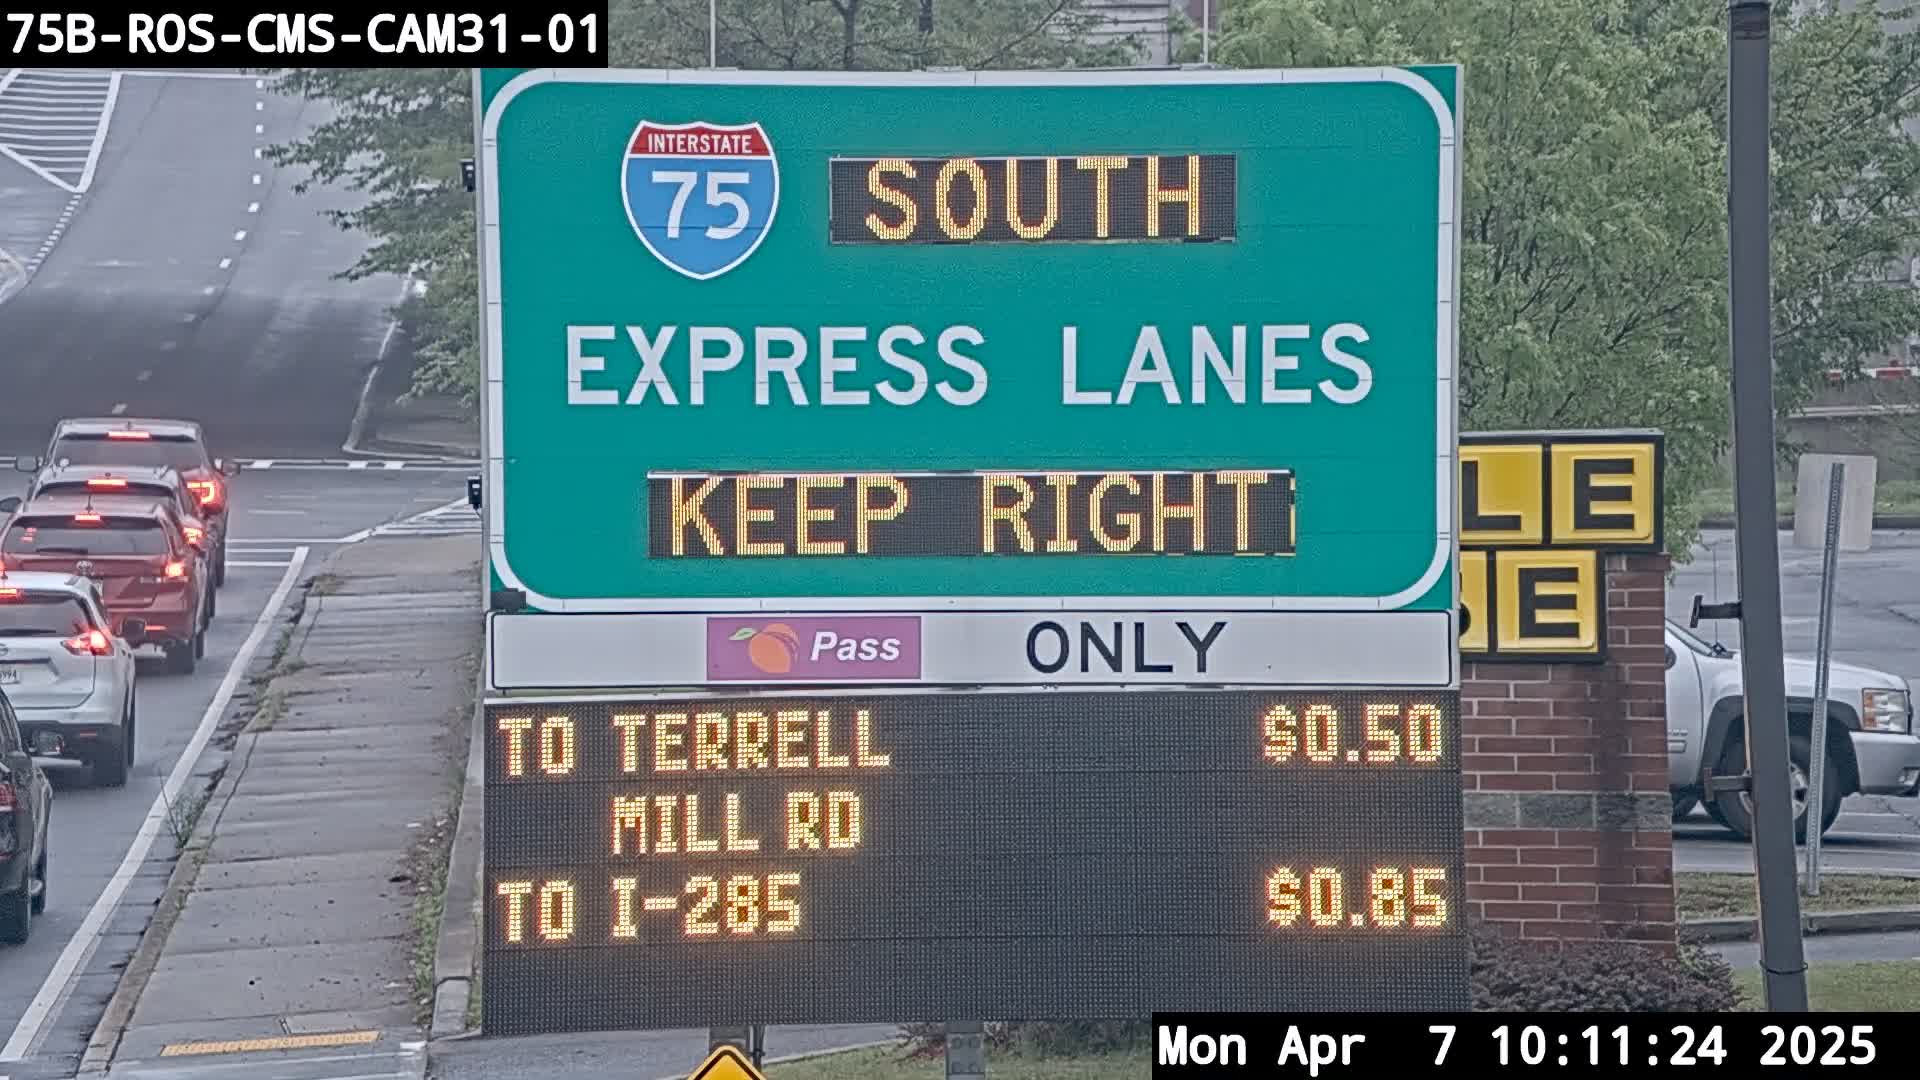 75B-ROS-CMS-CAM31-01
INTERSTATE
75
SOUTH
EXPRESS LANES
KEEP RIGHT
Pass ONLY
TO TERRELL $0.50
MILL RD
TO I-285 $0.85
LE
E
Mon Apr 7 10:11:24 2025